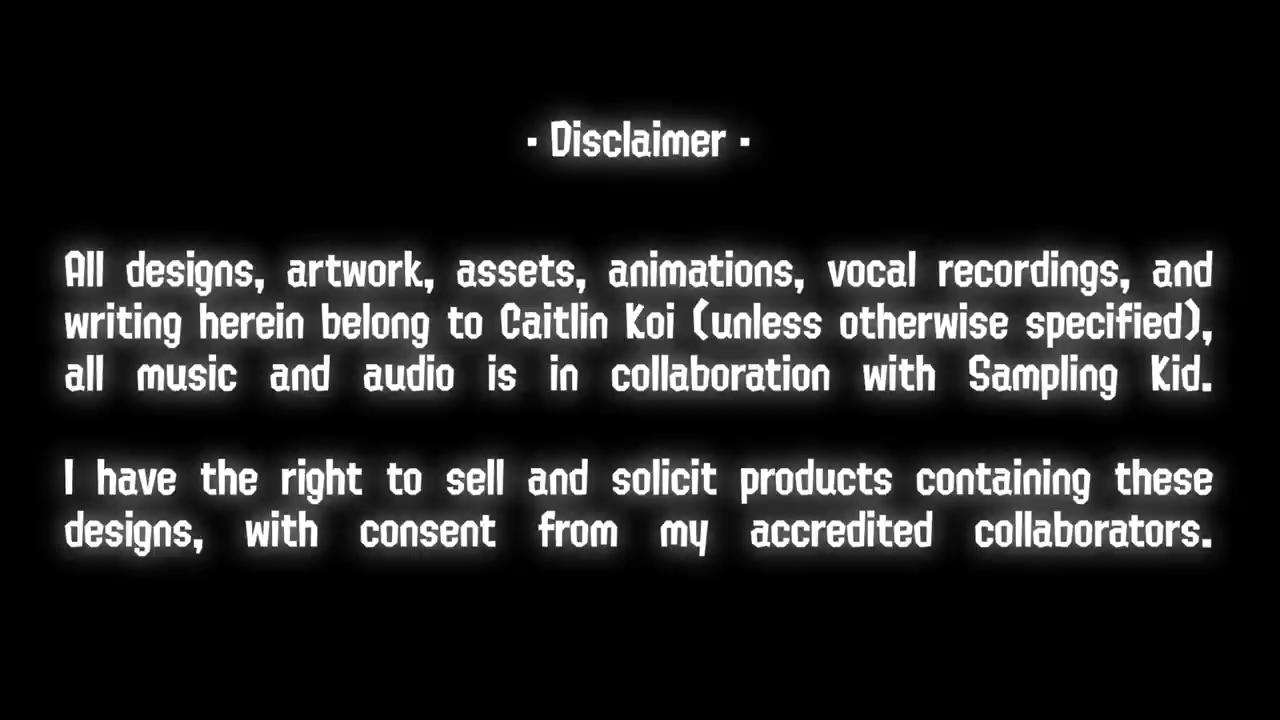 · Disclaimer ·
All designs, artwork, assets, animations, vocal recordings, and
writing herein belong to Caitlin Koi (unless otherwise specified),
all music and audio is in collaboration with Sampling Kid.
I have the right to sell and solicit products containing these
designs, with consent from my accredited collaborators.